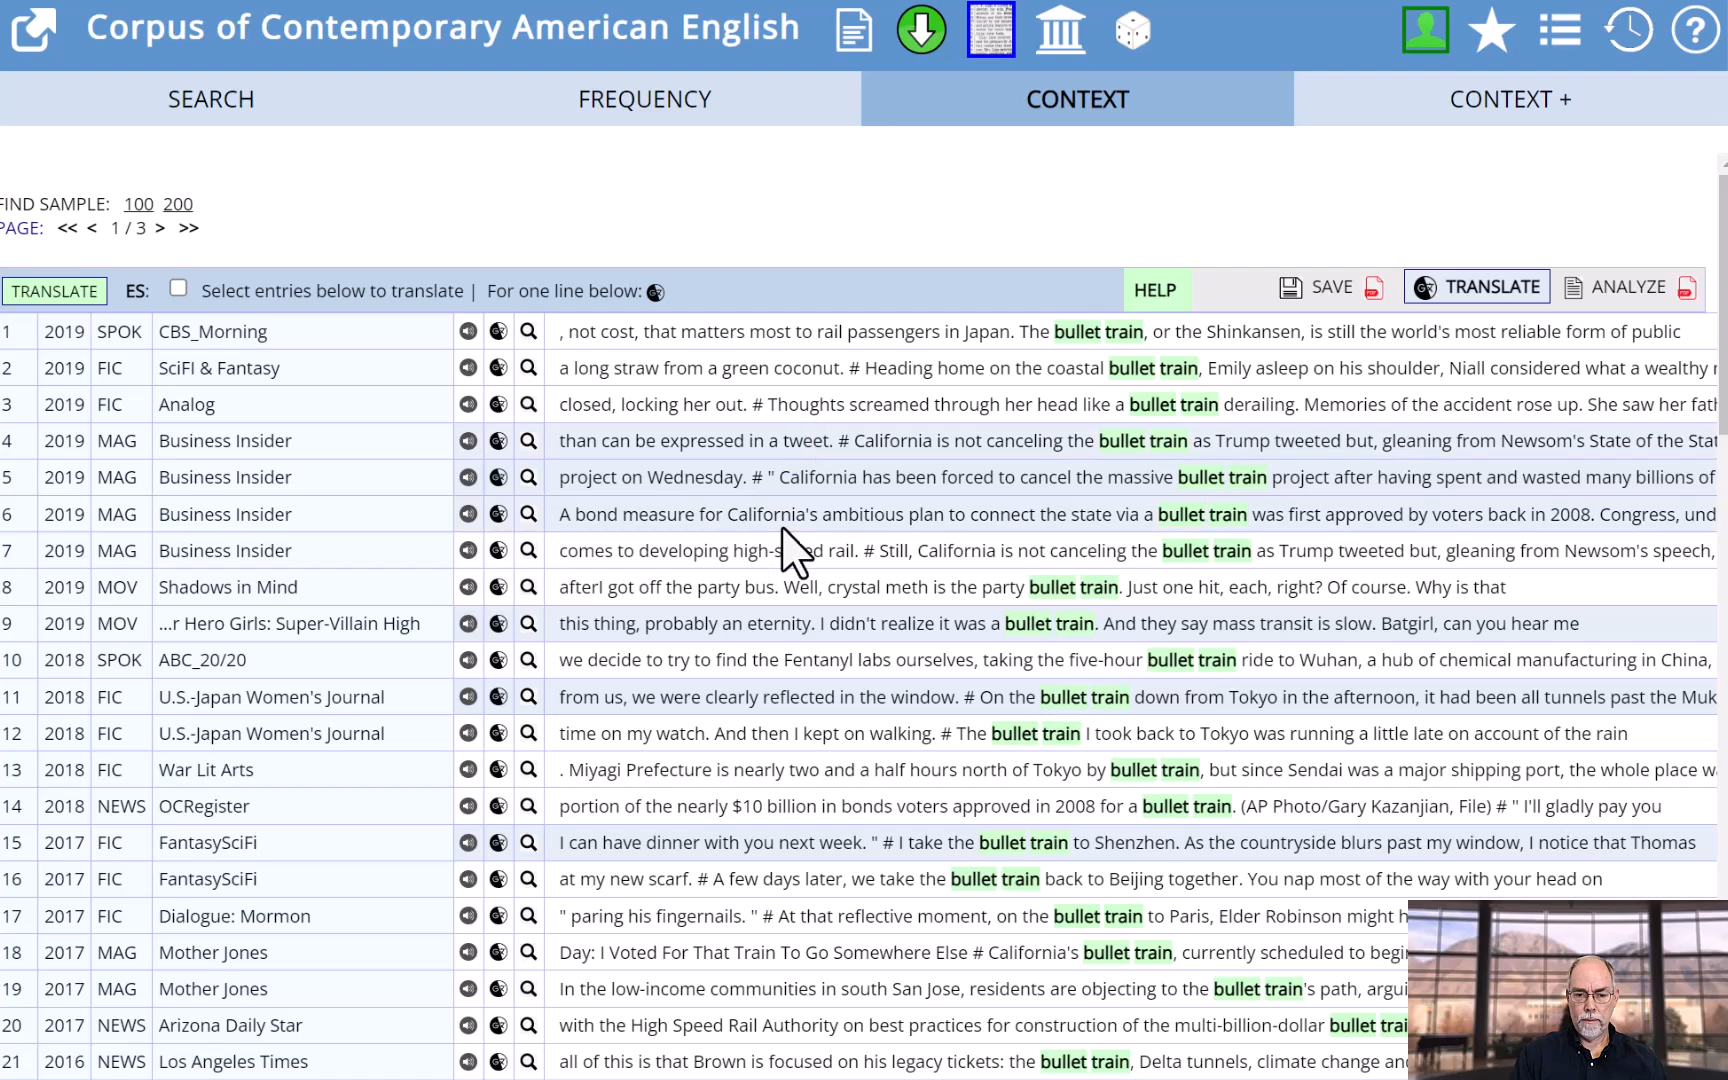 Corpus of Contemporary American English
SEARCH FREQUENCY CONTEXT CONTEXT +
FIND SAMPLE: 100 200
PAGE: << < 1 / 3 > >>
TRANSLATE ES: Select entries below to translate | For one line below: HELP SAVE TRANSLATE ANALYZE
1 2019 SPOK CBS_Morning , not cost, that matters most to rail passengers in Japan. The bullet train, or the Shinkansen, is still the world's most reliable form of public
2 2019 FIC SciFI & Fantasy a long straw from a green coconut. # Heading home on the coastal bullet train, Emily asleep on his shoulder, Niall considered what a wealthy
3 2019 FIC Analog closed, locking her out. # Thoughts screamed through her head like a bullet train derailing. Memories of the accident rose up. She saw her
4 2019 MAG Business Insider than can be expressed in a tweet. # California is not canceling the bullet train as Trump tweeted but, gleaning from Newsom's State of the
5 2019 MAG Business Insider project on Wednesday. # " California has been forced to cancel the massive bullet train project after having spent and wasted many billions of
6 2019 MAG Business Insider A bond measure for California's ambitious plan to connect the state via a bullet train was first approved by voters back in 2008. Congress, und
7 2019 MAG Business Insider comes to developing high-s ed rail. # Still, California is not canceling the bullet train as Trump tweeted but, gleaning from Newsom's speech,
8 2019 MOV Shadows in Mind afterI got off the party bus. Well, crystal meth is the party bullet train. Just one hit, each, right? Of course. Why is that
9 2019 MOV ...r Hero Girls: Super-Villain High this thing, probably an eternity. I didn't realize it was a bullet train. And they say mass transit is slow. Batgirl, can you hear me
10 2018 SPOK ABC_20/20 we decide to try to find the Fentanyl labs ourselves, taking the five-hour bullet train ride to Wuhan, a hub of chemical manufacturing in China,
11 2018 FIC U.S.-Japan Women's Journal from us, we were clearly reflected in the window. # On the bullet train down from Tokyo in the afternoon, it had been all tunnels past the Muk
12 2018 FIC U.S.-Japan Women's Journal time on my watch. And then I kept on walking. # The bullet train I took back to Tokyo was running a little late on account of the rain
13 2018 FIC War Lit Arts . Miyagi Prefecture is nearly two and a half hours north of Tokyo by bullet train, but since Sendai was a major shipping port, the whole place
14 2018 NEWS OCRegister portion of the nearly $10 billion in bonds voters approved in 2008 for a bullet train. (AP Photo/Gary Kazanjian, File) # " I'll gladly pay you
15 2017 FIC FantasySciFi I can have dinner with you next week. " # I take the bullet train to Shenzhen. As the countryside blurs past my window, I notice that Thomas
16 2017 FIC FantasySciFi at my new scarf. # A few days later, we take the bullet train back to Beijing together. You nap most of the way with your head on
17 2017 FIC Dialogue: Mormon " paring his fingernails. " # At that reflective moment, on the bullet train to Paris, Elder Robinson might
18 2017 MAG Mother Jones Day: I Voted For That Train To Go Somewhere Else # California's bullet train, currently scheduled to begi
19 2017 MAG Mother Jones In the low-income communities in south San Jose, residents are objecting to the bullet train's path, argui
20 2017 NEWS Arizona Daily Star with the High Speed Rail Authority on best practices for construction of the multi-billion-dollar bullet trai
21 2016 NEWS Los Angeles Times all of this is that Brown is focused on his legacy tickets: the bullet train, Delta tunnels, climate change an